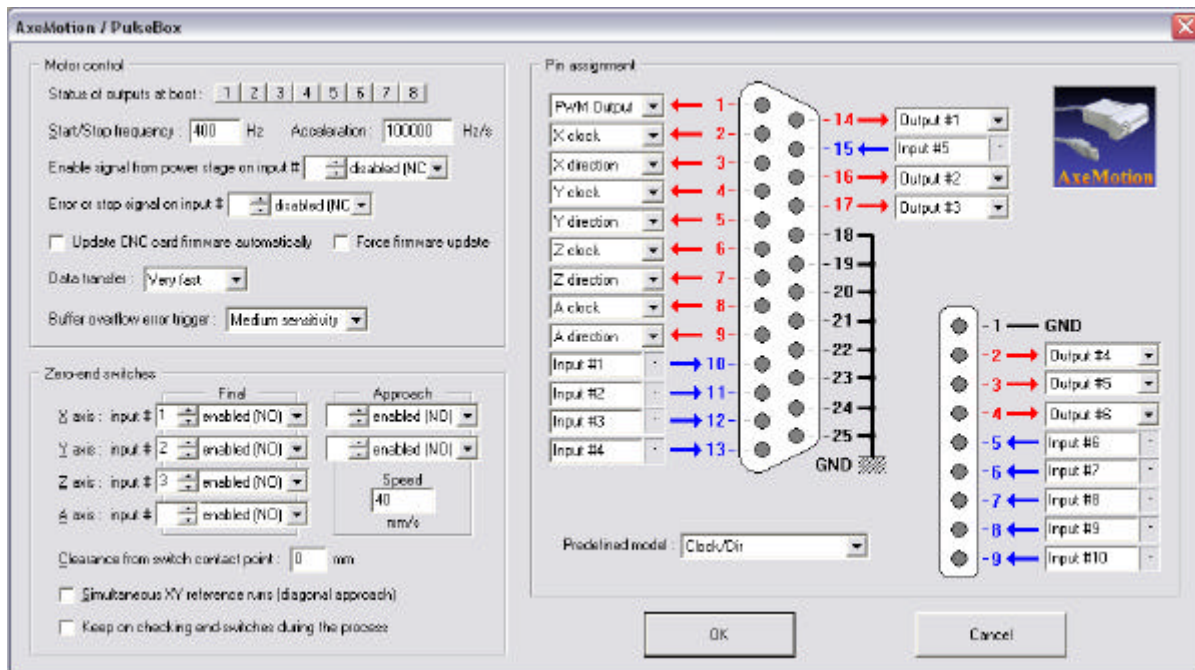 AxeMotion / PulseBox
Motor control
Status of outputs at boot : 1 2 3 4 5 6 7 8
Start/Stop frequency : 400 Hz Acceleration : 100000 Hz/s
Enable signal from power stage on input # disabled (NC
Error or stop signal on input # disabled (NC
Update CNC card firmware automatically Force firmware update
Data transfer : Very fast
Buffer overflow error trigger : Medium sensitivity
Zero-end switches
Final Approach
X axis : input # 1 enabled (NO) enabled (NO)
Y axis : input # 2 enabled (NO) enabled (NO)
Z axis : input # 3 enabled (NO) Speed
40
A axis : input # enabled (NO) mm/s
Clearance from switch contact point : 0 mm
Simultaneous XY reference runs (diagonal approach)
Keep on checking end-switches during the process
Pin assignment
PWM Output 1
X clock 2
X direction 3
Y clock 4
Y direction 5
Z clock 6
Z direction 7
A clock 8
A direction 9
Input #1 10
Input #2 11
Input #3 12
Input #4 13
14 Output #1
15 Input #5
16 Output #2
17 Output #3
18
19
20
21
22
23
24
25
GND
AxeMotion
1 GND
2 Output #4
3 Output #5
4 Output #6
5 Input #6
6 Input #7
7 Input #8
8 Input #9
9 Input #10
Predefined model : Clock/Dir
OK Cancel